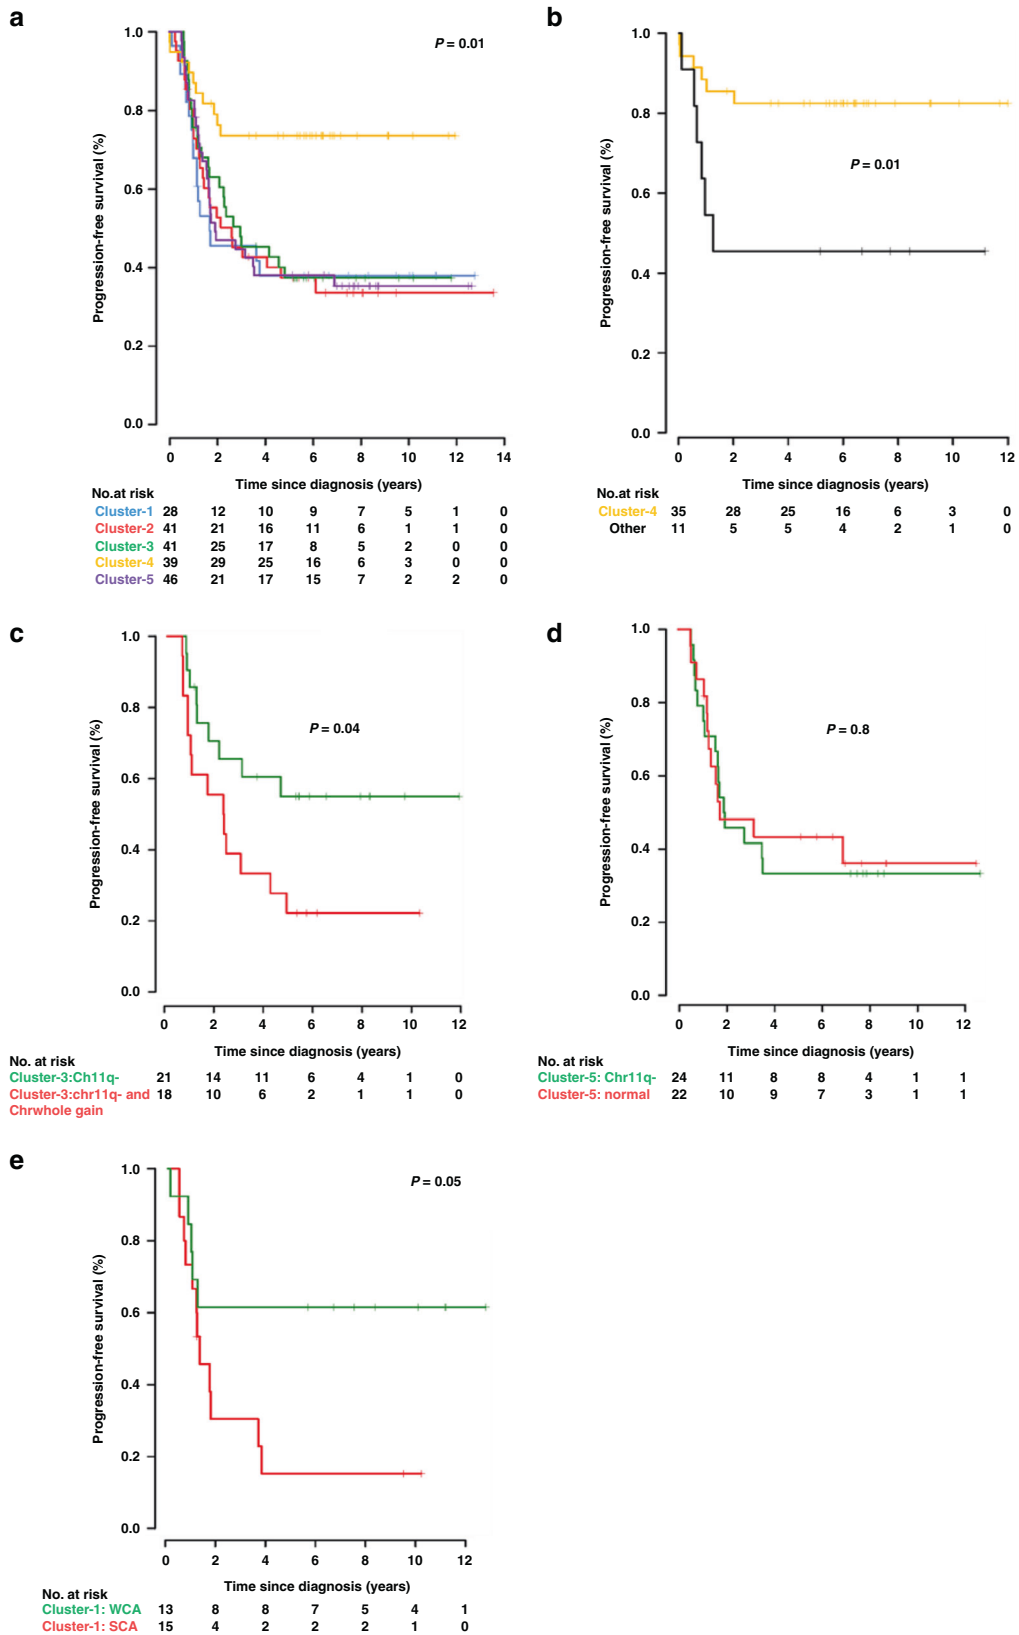 a
P = 0.01
Progression-free survival (%)
1.0
0.8
0.6
0.4
0.2
0.0
0 2 4 6 8 10 12 14
Time since diagnosis (years)
No.at risk
Cluster-1 28 12 10 9 7 5 1 0
Cluster-2 41 21 16 11 6 1 1 0
Cluster-3 41 25 17 8 5 2 0 0
Cluster-4 39 29 25 16 6 3 0 0
Cluster-5 46 21 17 15 7 2 2 0
b
P = 0.01
Progression-free survival (%)
1.0
0.8
0.6
0.4
0.2
0.0
0 2 4 6 8 10 12
Time since diagnosis (years)
No.at risk
Cluster-4 35 28 25 16 6 3 0
Other 11 5 5 4 2 1 0
c
P = 0.04
Progression-free survival (%)
1.0
0.8
0.6
0.4
0.2
0.0
0 2 4 6 8 10 12
Time since diagnosis (years)
No. at risk
Cluster-3:Ch11q- 21 14 11 6 4 1 0
Cluster-3:chr11q- and 18 10 6 2 1 1 0
Chrwhole gain
d
P = 0.8
Progression-free survival (%)
1.0
0.8
0.6
0.4
0.2
0.0
0 2 4 6 8 10 12
Time since diagnosis (years)
No. at risk
Cluster-5: Chr11q- 24 11 8 8 4 1 1
Cluster-5: normal 22 10 9 7 3 1 1
e
P = 0.05
Progression-free survival (%)
1.0
0.8
0.6
0.4
0.2
0.0
0 2 4 6 8 10 12
Time since diagnosis (years)
No. at risk
Cluster-1: WCA 13 8 8 7 5 4 1
Cluster-1: SCA 15 4 2 2 2 1 0